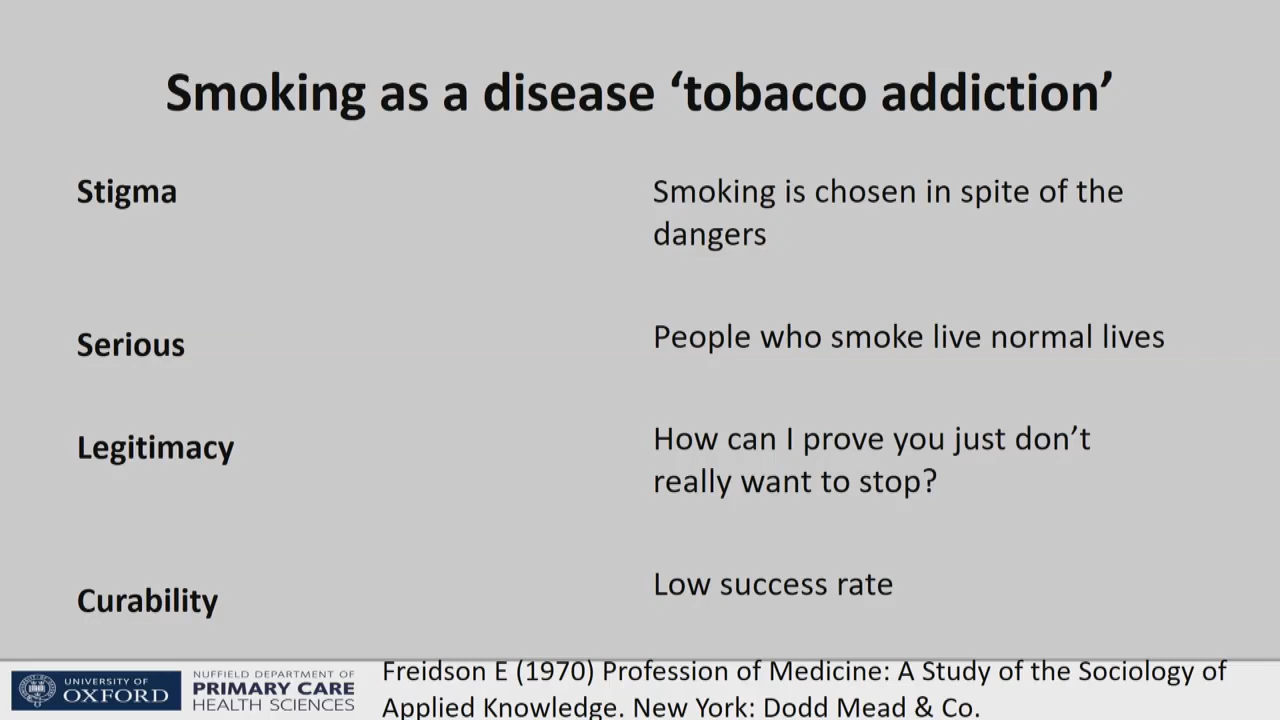 Smoking as a disease ‘tobacco addiction’
Stigma
Smoking is chosen in spite of the
dangers
Serious
People who smoke live normal lives
Legitimacy
How can I prove you just don’t
really want to stop?
Curability
Low success rate
UNIVERSITY OF
OXFORD
NUFFIELD DEPARTMENT OF
PRIMARY CARE
HEALTH SCIENCES
Freidson E (1970) Profession of Medicine: A Study of the Sociology of
Applied Knowledge. New York: Dodd Mead & Co.